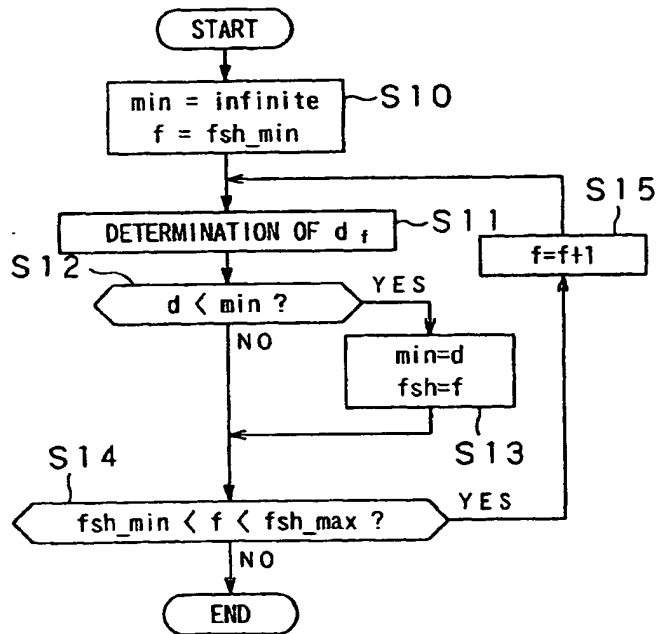 START
min = infinite
f = fsh_min
S10
S15
DETERMINATION OF d f
S11
f=f+1
S12
d < min ?
YES
NO
min=d
fsh=f
S13
S14
fsh_min < f < fsh_max ?
YES
NO
END